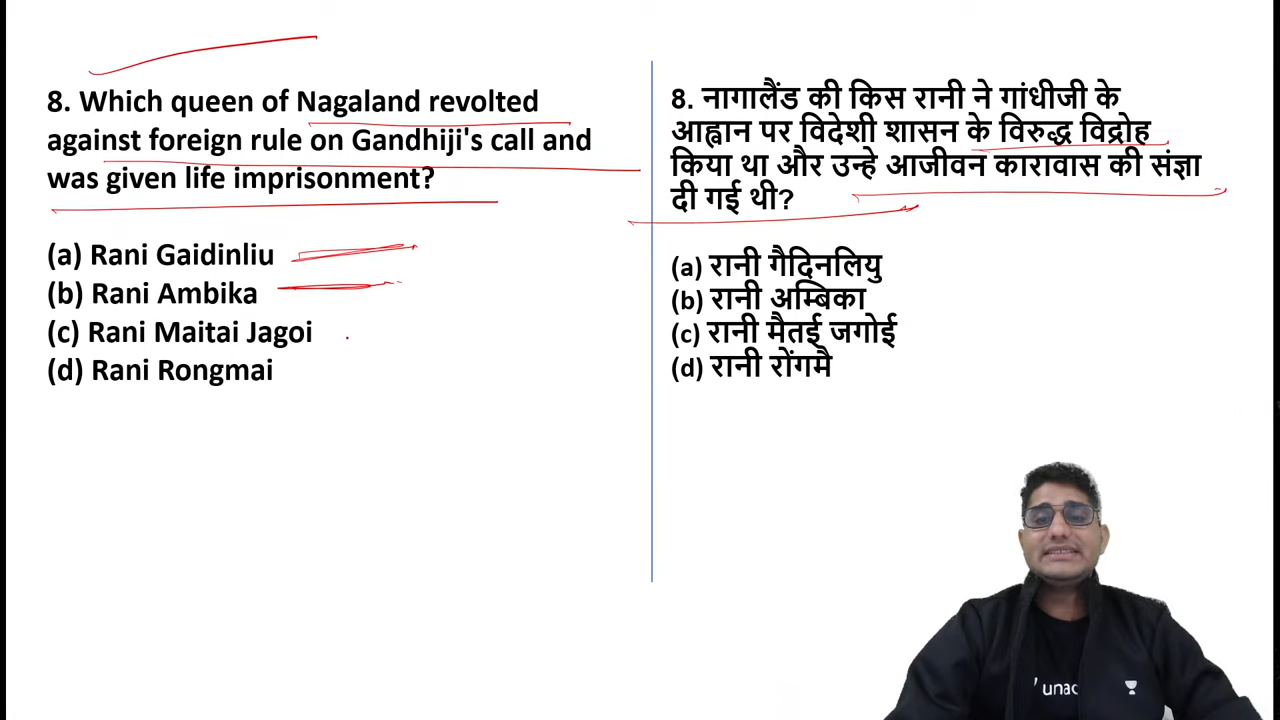 8. Which queen of Nagaland revolted
against foreign rule on Gandhiji's call and
was given life imprisonment?
(a) Rani Gaidinliu
(b) Rani Ambika
(c) Rani Maitai Jagoi
(d) Rani Rongmai
8. नागालैंड की किस रानी ने गांधीजी के
आह्वान पर विदेशी शासन के विरुद्ध विद्रोह
किया था और उन्हे आजीवन कारावास की संज्ञा
दी गई थी?
(a) रानी गैदिनलियु
(b) रानी अम्बिका
(c) रानी मैतई जगोई
(d) रानी रोंगमै
unac